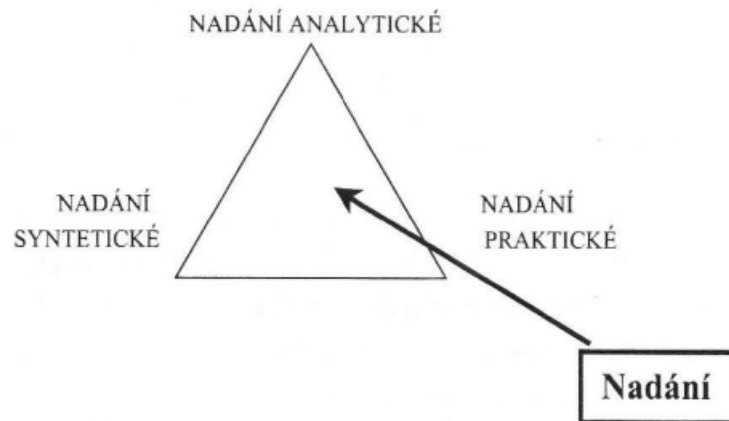 NADÁNÍ ANALYTICKÉ
NADÁNÍ
SYNTETICKÉ
NADÁNÍ
PRAKTICKÉ
Nadání